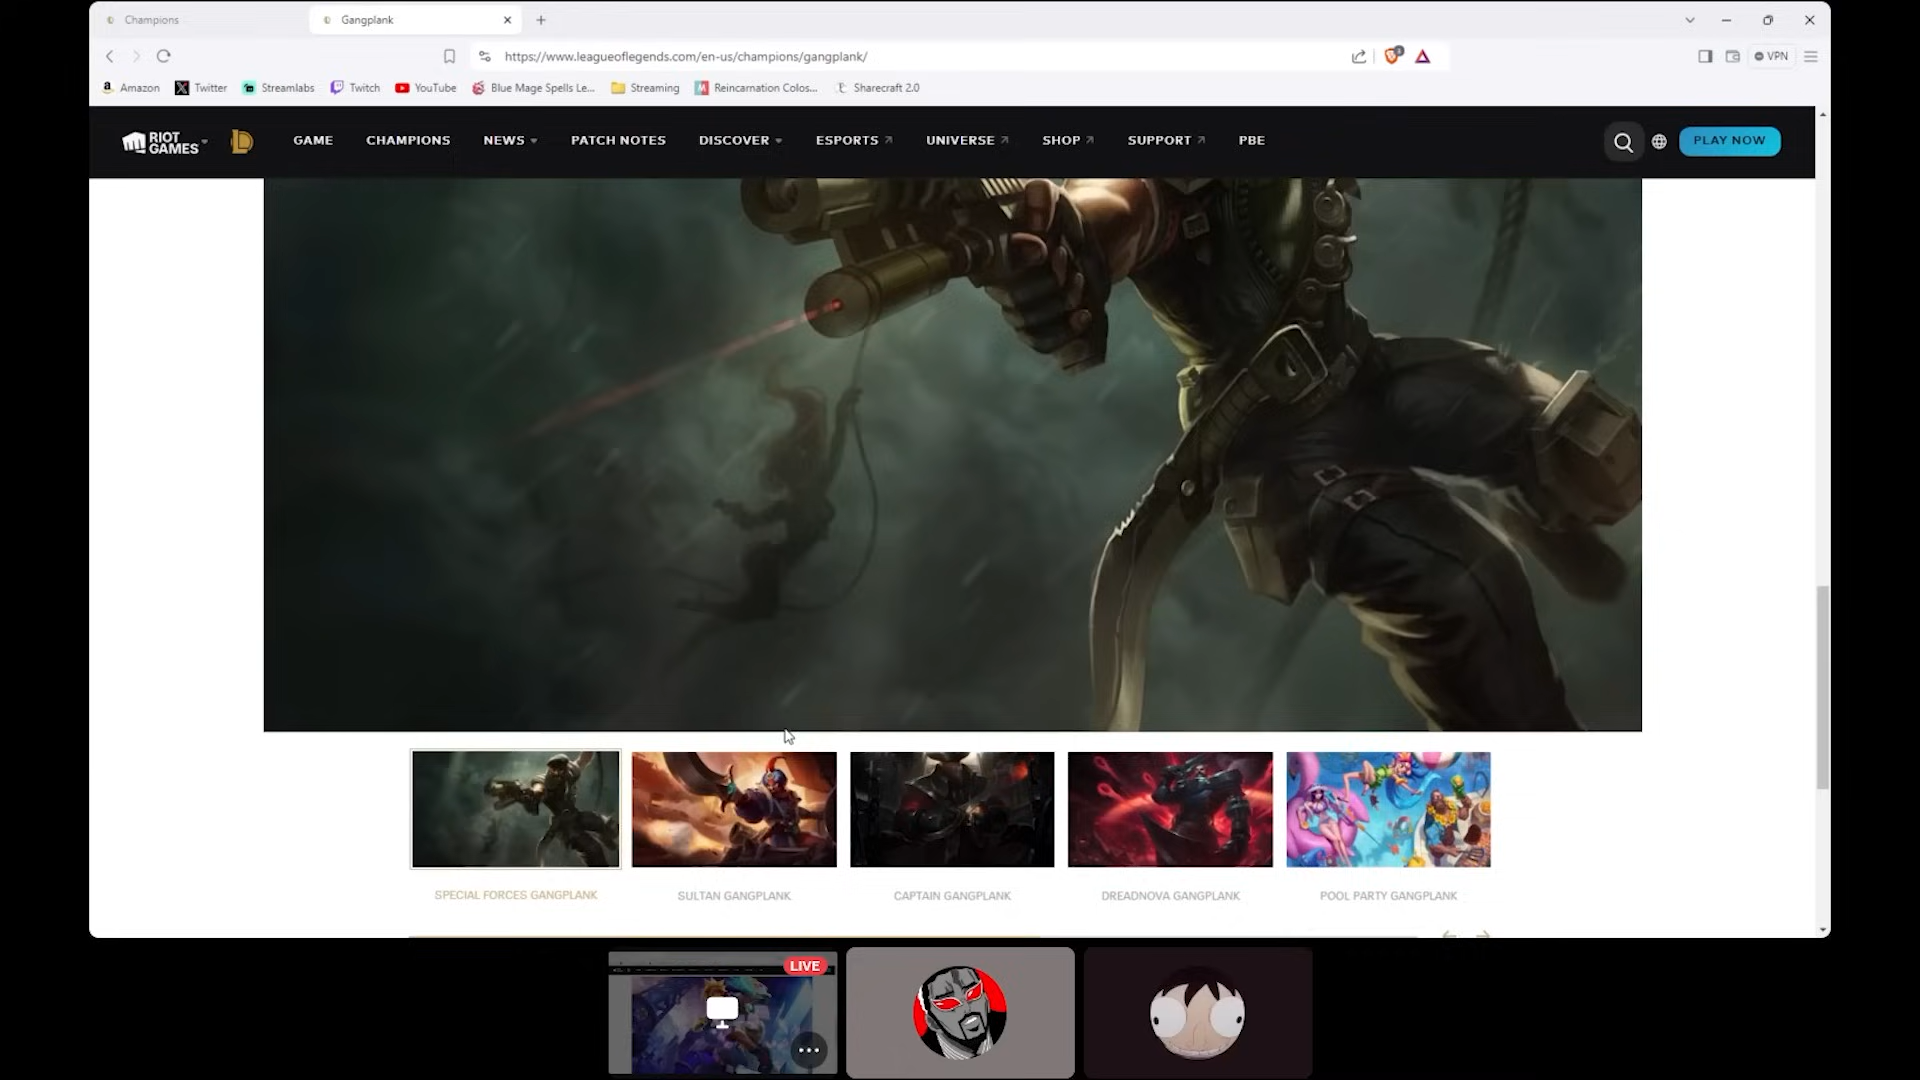 Champions
Gangplank
https://www.leagueoflegends.com/en-us/champions/gangplank/
VPN
Amazon
Twitter
Streamlabs
Twitch
YouTube
Blue Mage Spells Le...
Streaming
Reincarnation Colos...
Sharecraft 2.0
RIOT
GAMES
GAME
CHAMPIONS
NEWS
PATCH NOTES
DISCOVER
ESPORTS
UNIVERSE
SHOP
SUPPORT
PBE
PLAY NOW
SPECIAL FORCES GANGPLANK
SULTAN GANGPLANK
CAPTAIN GANGPLANK
DREADNOVA GANGPLANK
POOL PARTY GANGPLANK
LIVE